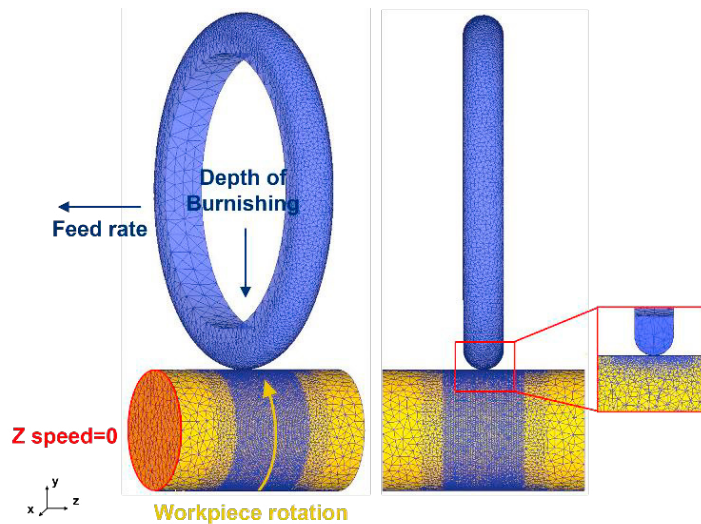 Depth of
Burnishing
Feed rate
Z speed=0
y
x
z
Workpiece rotation